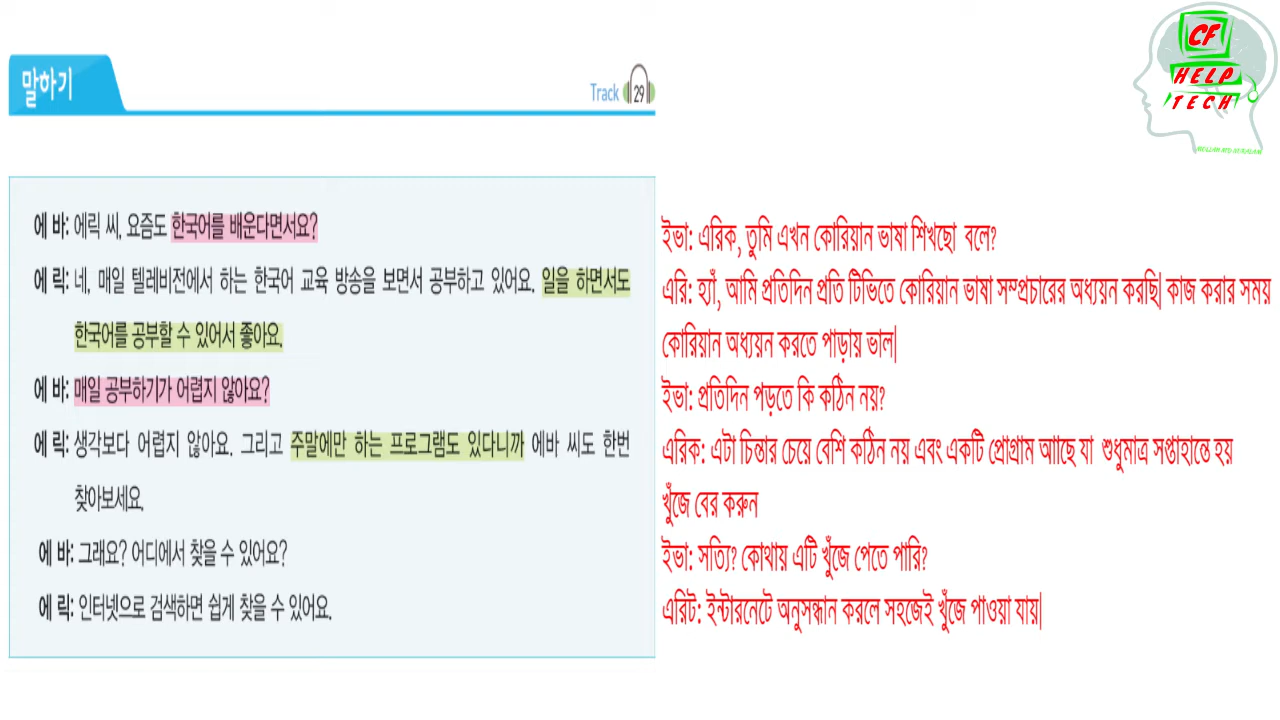 말하기
Track 29
에 바: 에릭 씨, 요즘도 한국어를 배운다면서요?
에 릭: 네, 매일 텔레비전에서 하는 한국어 교육 방송을 보면서 공부하고 있어요. 일을 하면서도
한국어를 공부할 수 있어서 좋아요.
에 바: 매일 공부하기가 어렵지 않아요?
에 릭: 생각보다 어렵지 않아요. 그리고 주말에만 하는 프로그램도 있다니까 에바 씨도 한번
찾아보세요.
에 바: 그래요? 어디에서 찾을 수 있어요?
에 릭: 인터넷으로 검색하면 쉽게 찾을 수 있어요.
ইভা: এরিক, তুমি এখন কোরিয়ান ভাষা শিখছো বলে?
এরি: হ্যাঁ, আমি প্রতিদিন প্রতি টিভিতে কোরিয়ান ভাষা সম্প্রচারের অধ্যয়ন করছি| কাজ করার সময়
কোরিয়ান অধ্যয়ন করতে পাড়ায় ভাল|
ইভা: প্রতিদিন পড়তে কি কঠিন নয়?
এরিক: এটা চিন্তার চেয়ে বেশি কঠিন নয় এবং একটি প্রোগ্রাম আাছে যা শুধুমাত্র সপ্তাহান্তে হয়
খুঁজে বের করুন
ইভা: সত্যি? কোথায় এটি খুঁজে পেতে পারি?
এরিট: ইন্টারনেটে অনুসন্ধান করলে সহজেই খুঁজে পাওয়া যায়|
CF
HELP
TECH